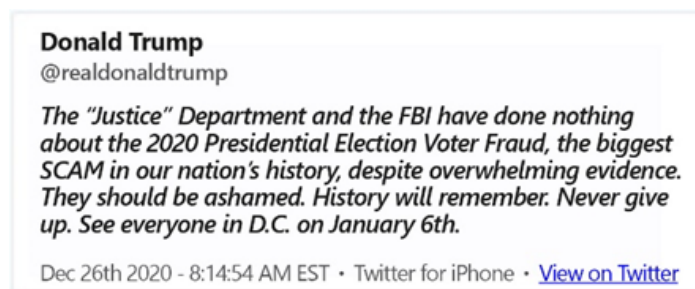 Donald Trump
@realdonaldtrump
The “Justice” Department and the FBI have done nothing
about the 2020 Presidential Election Voter Fraud, the biggest
SCAM in our nation’s history, despite overwhelming evidence.
They should be ashamed. History will remember. Never give
up. See everyone in D.C. on January 6th.
Dec 26th 2020 - 8:14:54 AM EST • Twitter for iPhone • View on Twitter